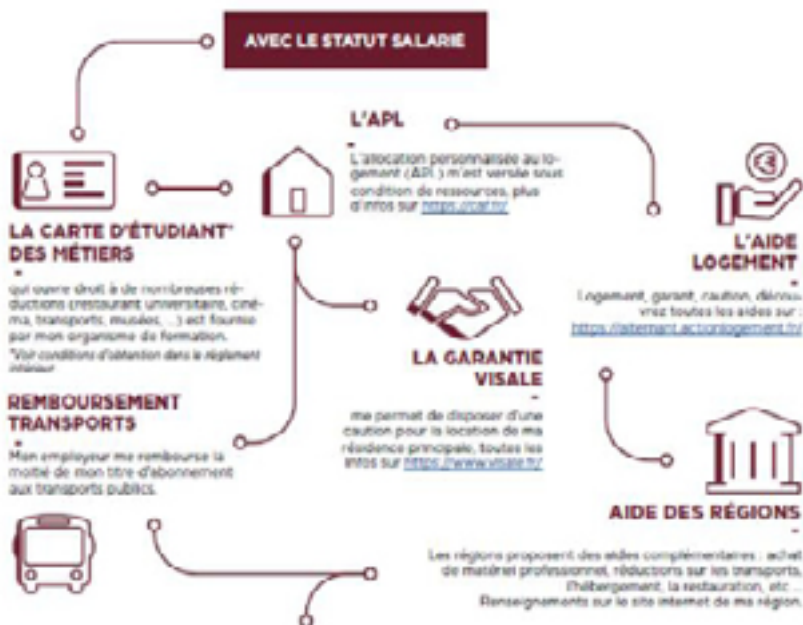 AVEC LE STATUT SALARIÉ
L'APL
L'allocation personnalisée au lo-
gement (APL) m'est versée sous
condition de ressources, plus
d'infos sur https://caf.fr/
LA CARTE D'ÉTUDIANT*
DES MÉTIERS
qui ouvre droit à de nombreuses ré-
ductions (restaurant universitaire, ciné-
ma, transports, musées, ...) est fournie
par mon organisme de formation.
*Voir conditions d'obtention dans le règlement
intérieur
L'AIDE
LOGEMENT
Logement, garant, caution, décou-
vrez toutes les aides sur :
https://alternant.actionlogement.fr/
LA GARANTIE
VISALE
me permet de disposer d'une
caution pour la location de ma
résidence principale, toutes les
infos sur https://www.visale.fr/
REMBOURSEMENT
TRANSPORTS
Mon employeur me rembourse la
moitié de mon titre d'abonnement
aux transports publics.
AIDE DES RÉGIONS
Les régions proposent des aides complémentaires : achat
de matériel professionnel, réductions sur les transports,
l'hébergement, la restauration, etc ...
Renseignements sur le site internet de ma région.